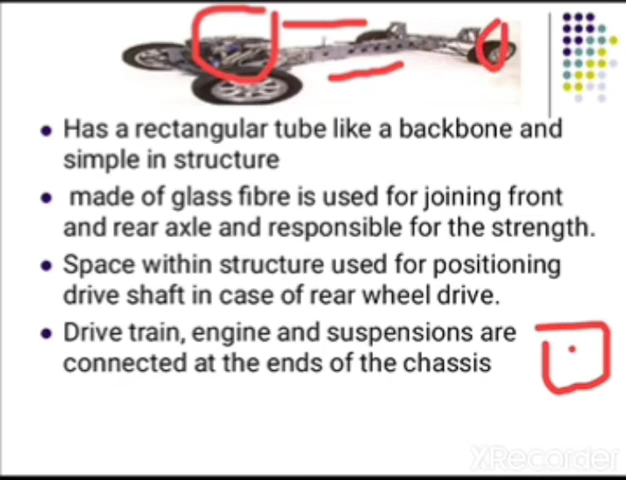 • Has a rectangular tube like a backbone and
simple in structure
• made of glass fibre is used for joining front
and rear axle and responsible for the strength.
• Space within structure used for positioning
drive shaft in case of rear wheel drive.
• Drive train, engine and suspensions are
connected at the ends of the chassis
XRecorder